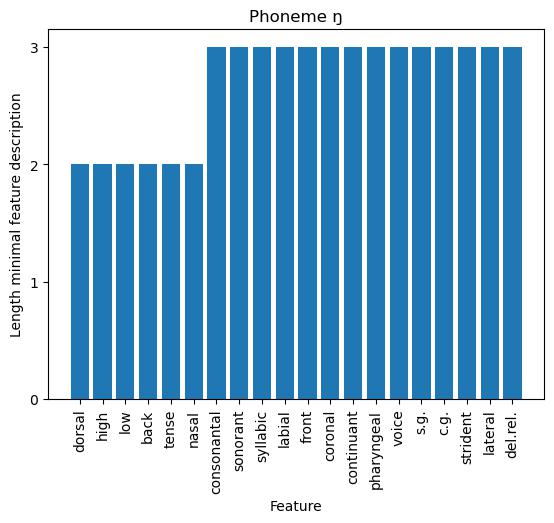 Phoneme ŋ
Length minimal feature description
3
2
1
0
dorsal
high
low
back
tense
nasal
consonantal
sonorant
syllabic
labial
front
coronal
continuant
pharyngeal
voice
s.g.
c.g.
strident
lateral
del.rel.
Feature